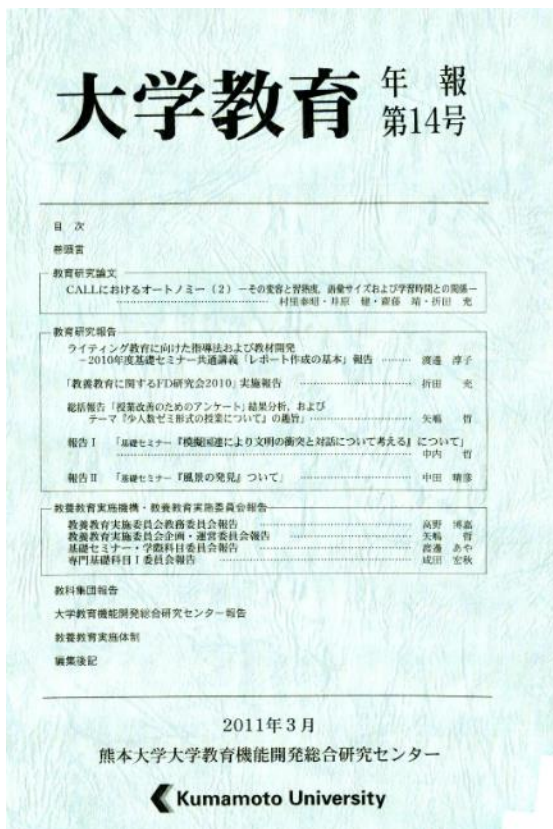 大学教育 年報 第14号
目次
巻頭言
教育研究論文
CALLにおけるオートノミー(2)-その変容と習熟度,語彙サイズおよび学習時間との関係-
村里泰昭・井原 健・齋藤 靖・折田 充
教育研究報告
ライティング教育に向けた指導法および教材開発
-2010年度基礎セミナー共通講義「レポート作成の基本」報告 ……… 渡邉 淳子
「教養教育に関するFD研究会2010」実施報告 ……… 折田 充
総括報告「授業改善のためのアンケート」結果分析,および
テーマ『少人数ゼミ形式の授業について』の趣旨」 ……… 矢嶋 哲
報告Ⅰ 「基礎セミナー『模擬国連により文明の衝突と対話について考える』について」
中内 哲
報告Ⅱ 「基礎セミナー『風景の発見』ついて」 ……… 中田 晴彦
教養教育実施機構・教養教育実施委員会報告
教養教育実施委員会教務委員会報告 ……… 高野 博嘉
教養教育実施委員会企画・運営委員会報告 ……… 矢嶋 哲
基礎セミナー・学際科目委員会報告 ……… 渡邊 あや
専門基礎科目Ⅰ委員会報告 ……… 成田 宏秋
教科集団報告
大学教育機能開発総合研究センター報告
教養教育実施体制
編集後記
2011年3月
熊本大学大学教育機能開発総合研究センター
Kumamoto University